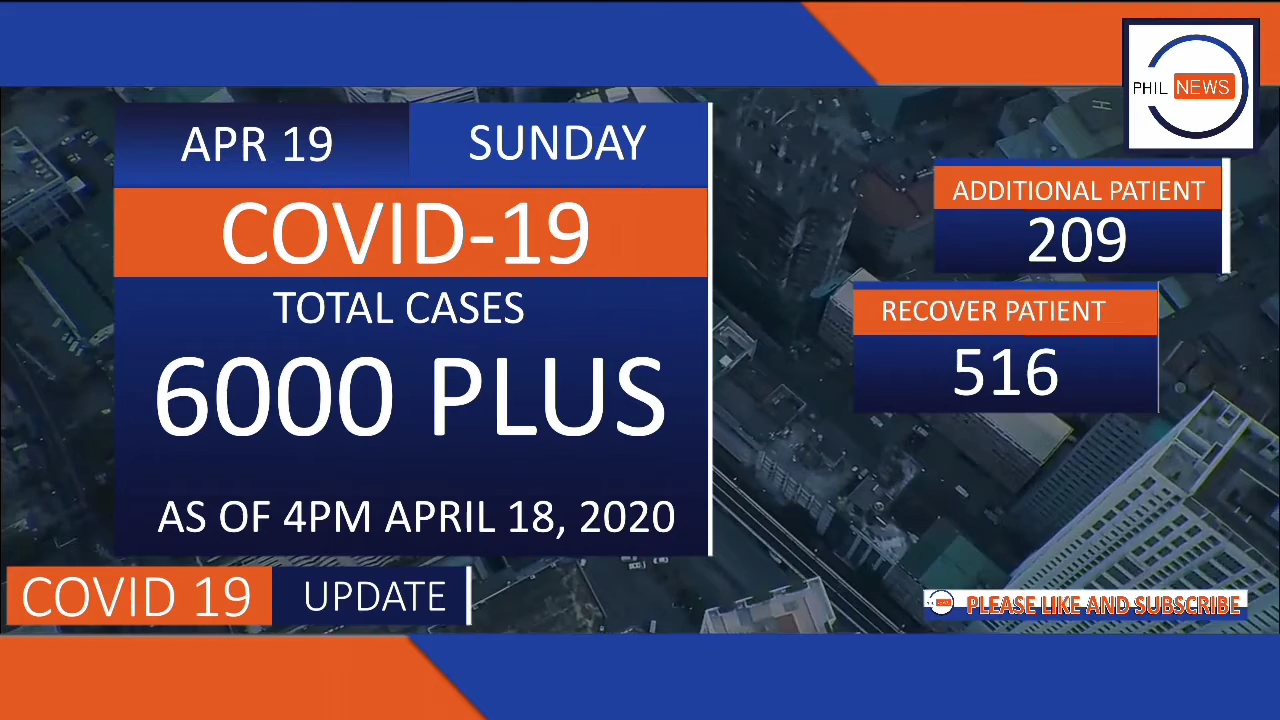 PHIL NEWS
APR 19 SUNDAY
COVID-19
TOTAL CASES
6000 PLUS
AS OF 4PM APRIL 18, 2020
ADDITIONAL PATIENT
209
RECOVER PATIENT
516
COVID 19 UPDATE
PLEASE LIKE AND SUBSCRIBE